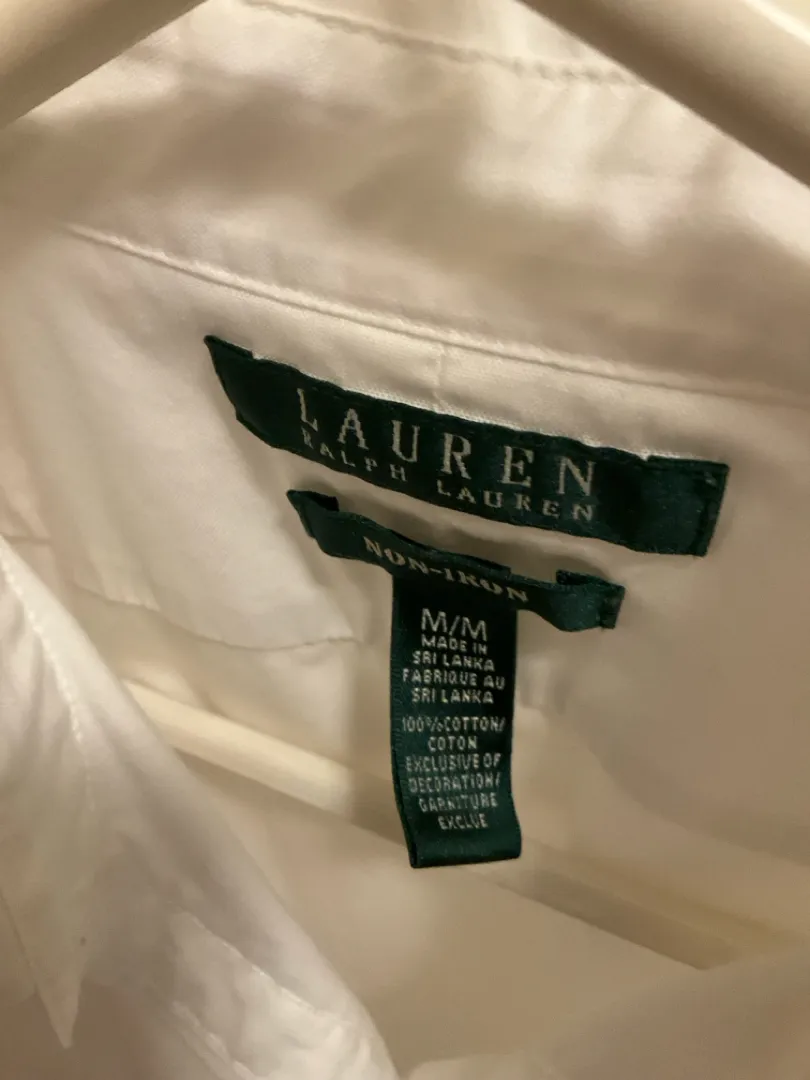 LAUREN
RALPH LAUREN
NON-IRON
M/M
MADE IN
SRI LANKA
FABRIQUE AU
SRI LANKA
100%COTTON/
COTON
EXCLUSIVE OF
DECORATION/
GARNITURE
EXCLUE